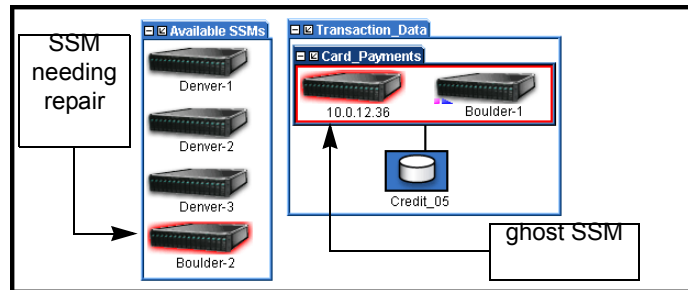 SSM
needing
repair
Available SSMs
Denver-1
Denver-2
Denver-3
Boulder-2
Transaction_Data
Card_Payments
10.0.12.36
Boulder-1
Credit_05
ghost SSM